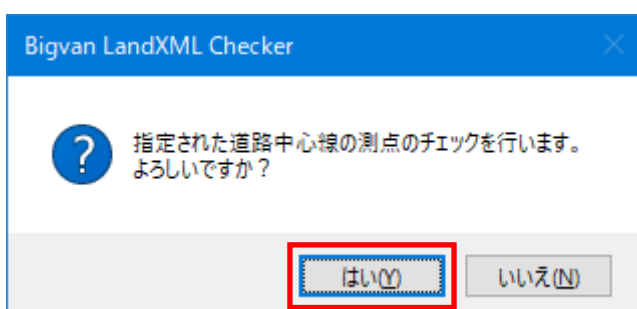 Bigvan LandXML Checker
指定された道路中心線の測点のチェックを行います。
よろしいですか？
はい(Y) いいえ(N)